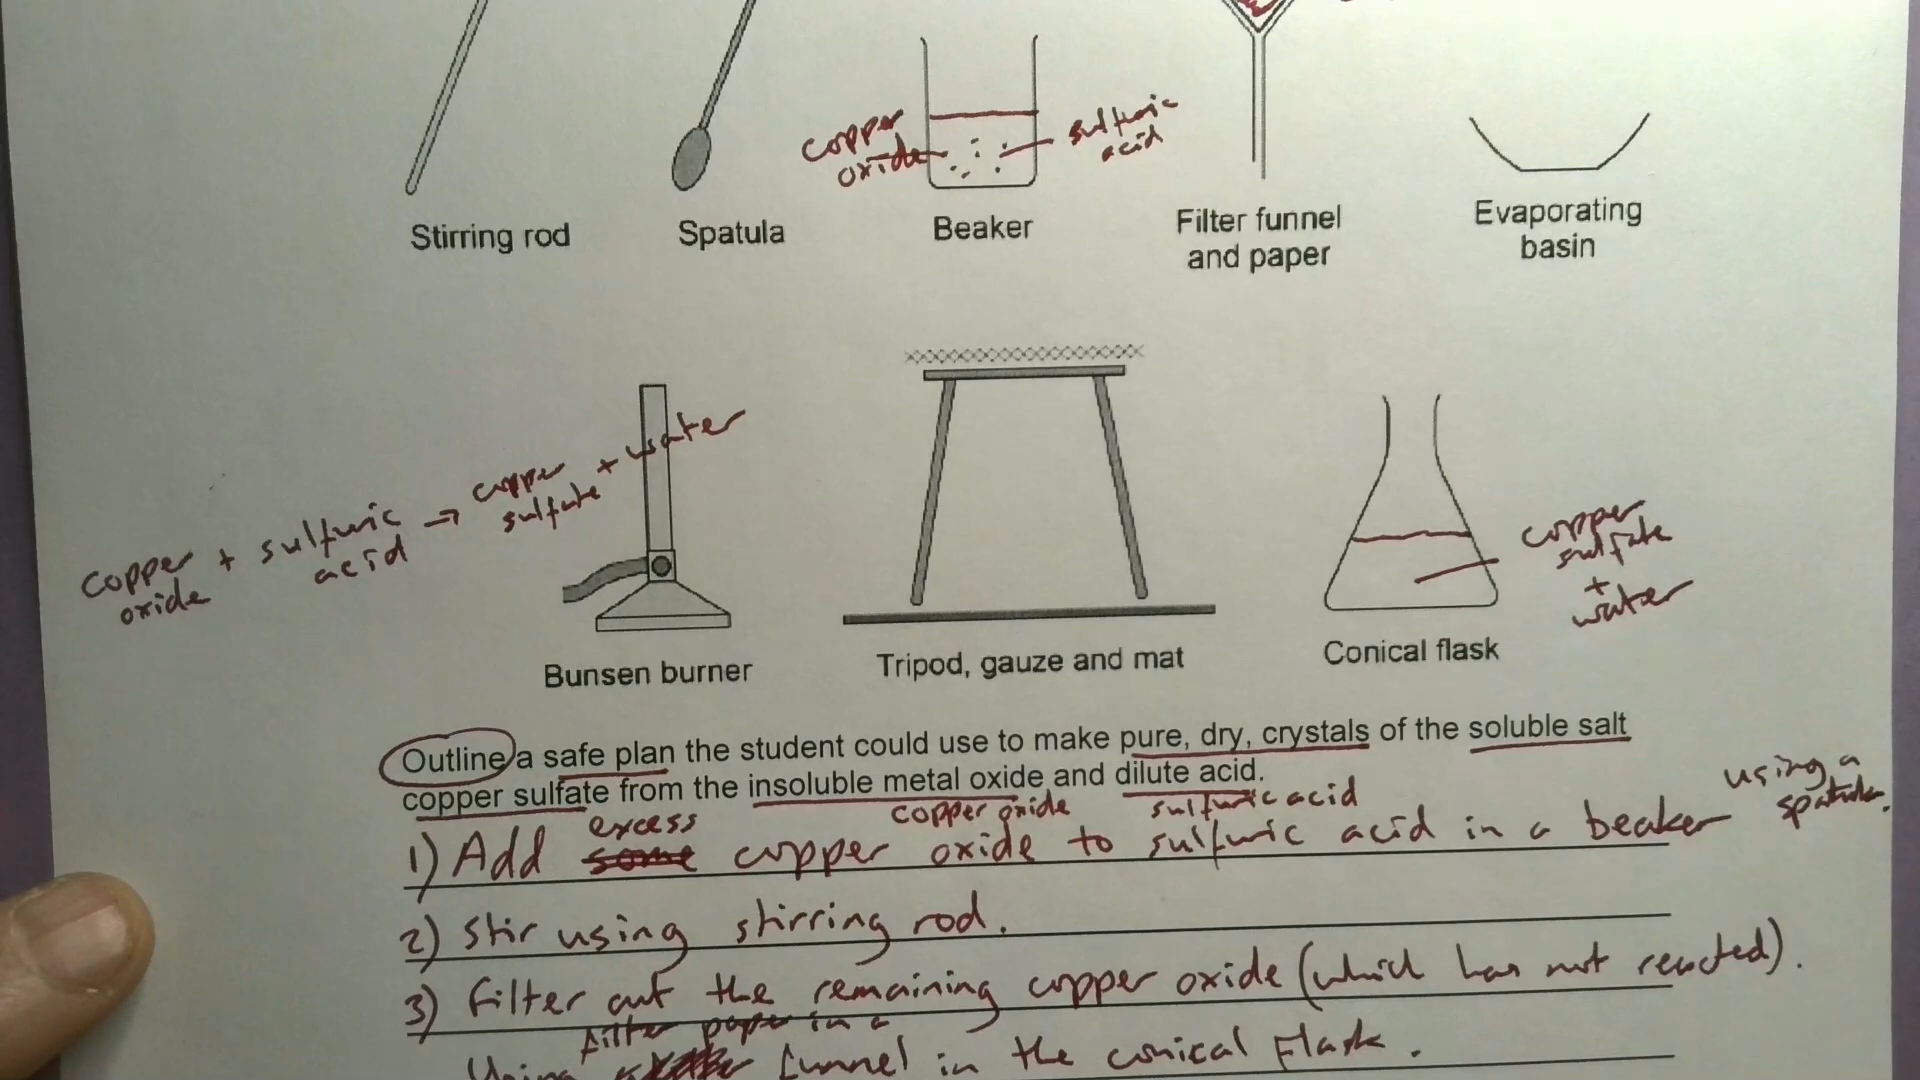 copper
oxide
sulfuric
acid
Stirring rod
Spatula
Beaker
Filter funnel
and paper
Evaporating
basin
copper oxide + sulfuric acid → copper sulfate + water
copper
sulfate
+
water
Bunsen burner
Tripod, gauze and mat
Conical flask
Outline a safe plan the student could use to make pure, dry, crystals of the soluble salt
copper sulfate from the insoluble metal oxide and dilute acid.
copper oxide sulfuric acid
using a
spatula.
excess
1) Add some copper oxide to sulfuric acid in a beaker
2) Stir using stirring rod.
3) Filter out the remaining copper oxide (which has not reacted).
filter paper in a
Using funnel in the conical flask.